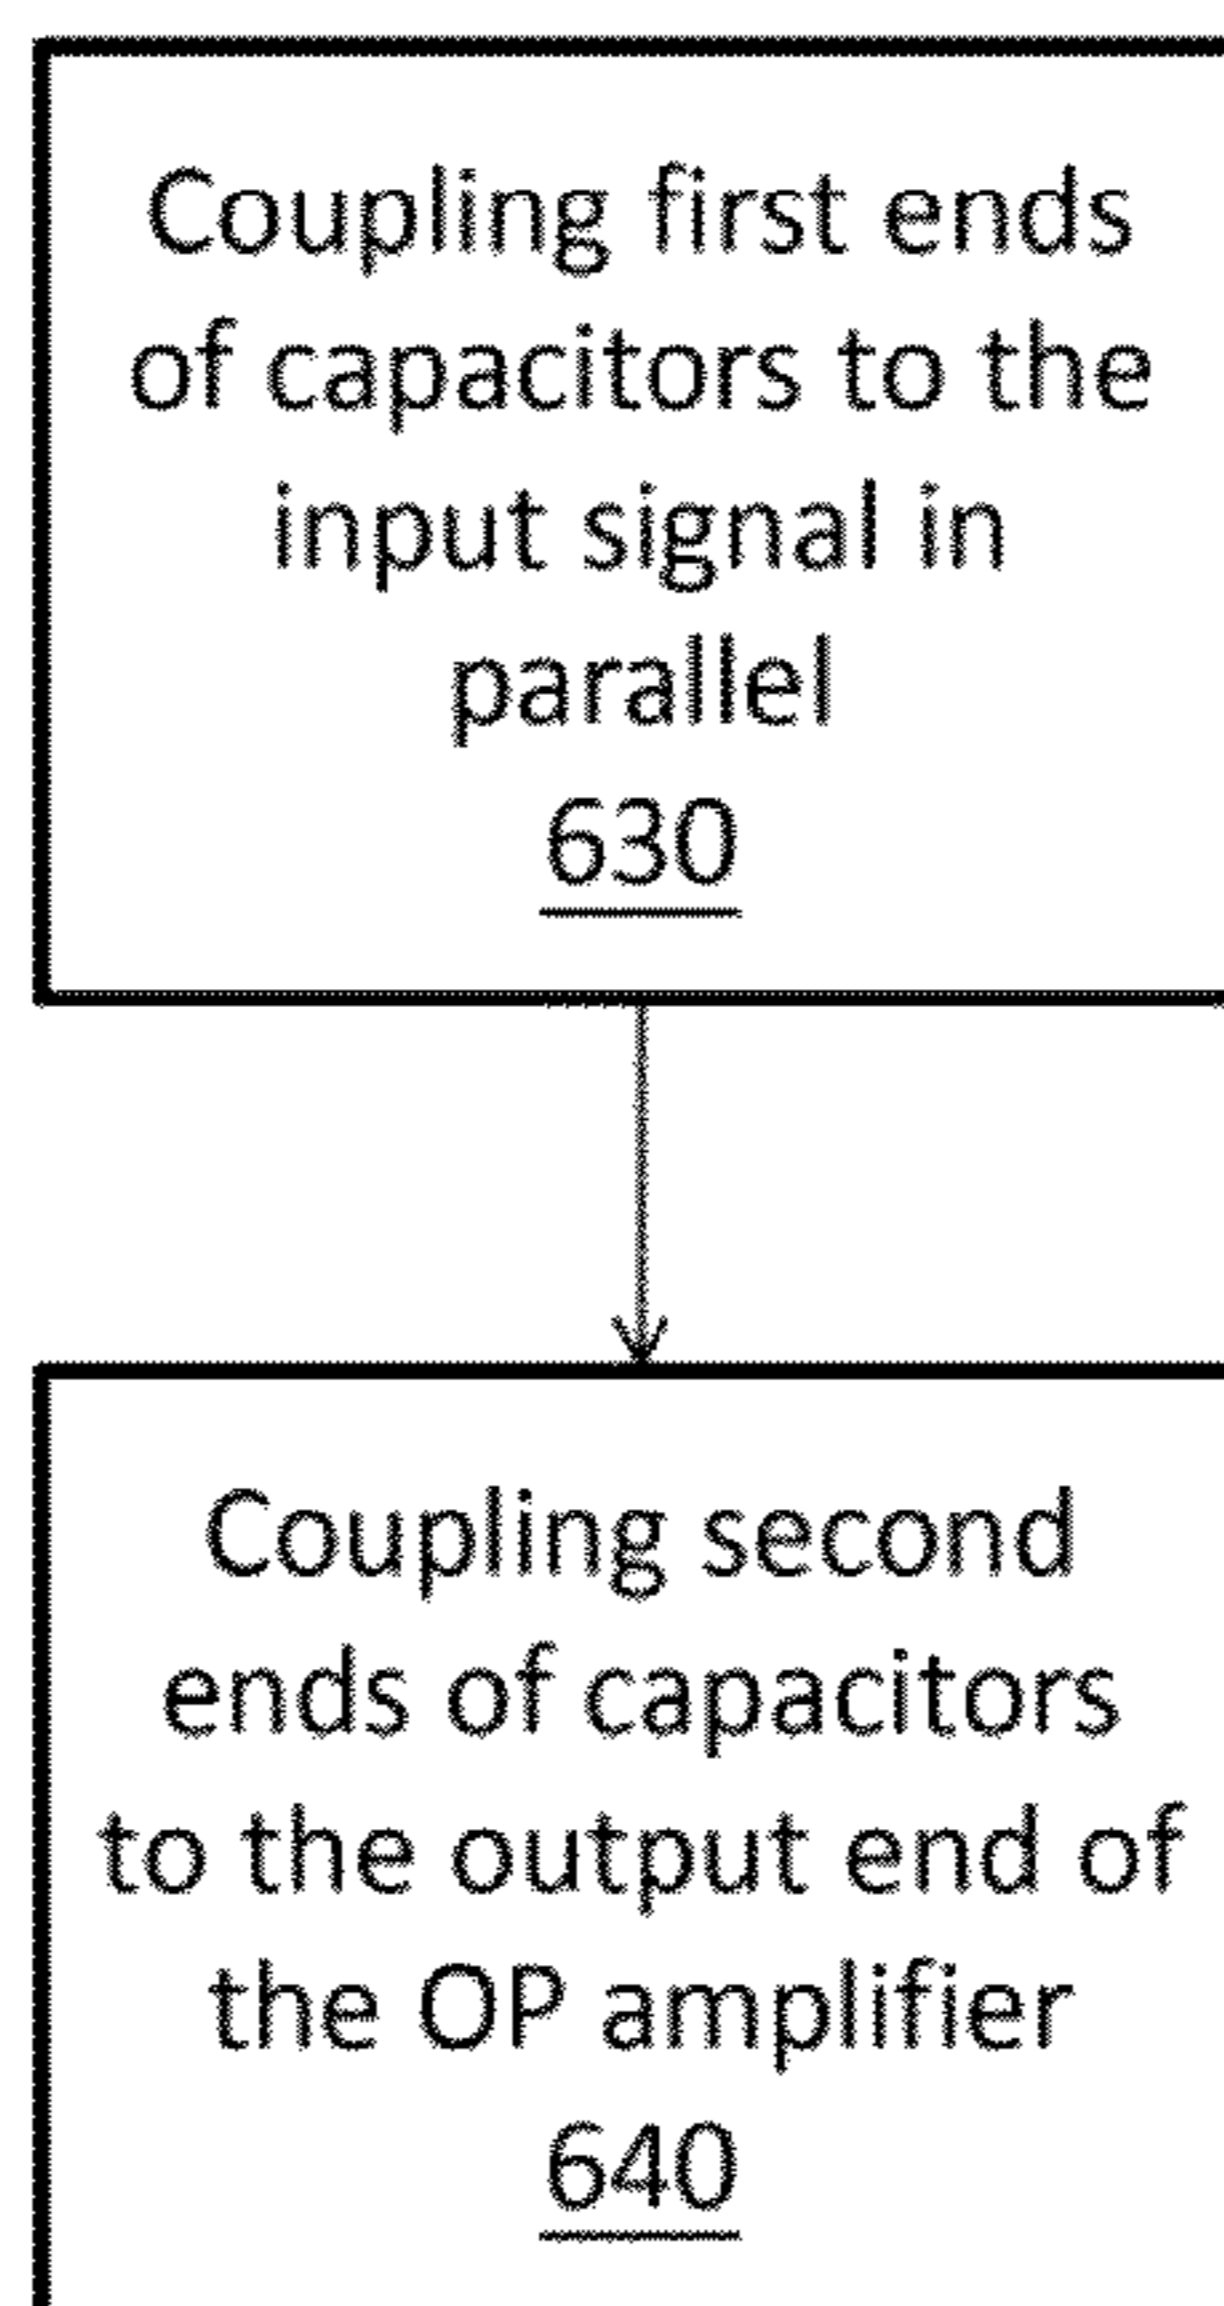 Coupling first ends
of capacitors to the
input signal in
parallel
630
Coupling second
ends of capacitors
to the output end of
the OP amplifier
640